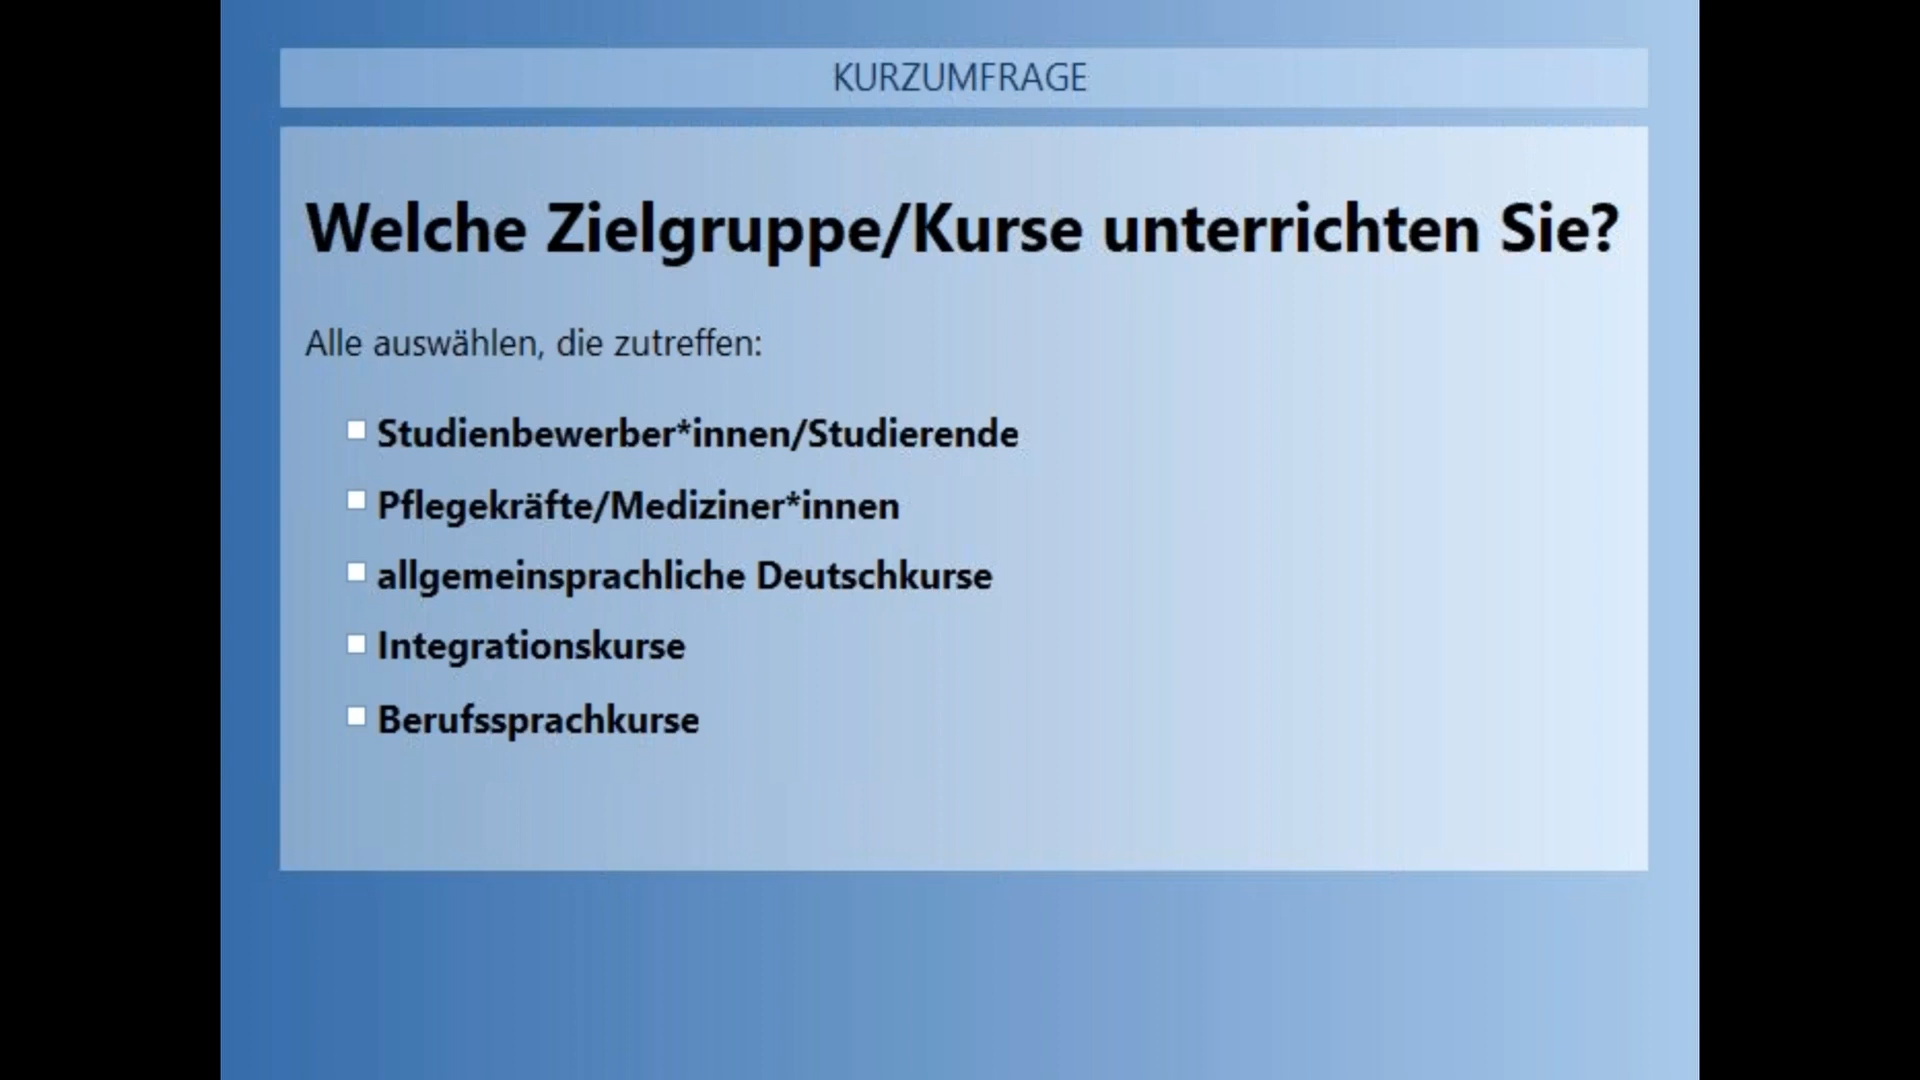 KURZUMFRAGE
Welche Zielgruppe/Kurse unterrichten Sie?
Alle auswählen, die zutreffen:
Studienbewerber*innen/Studierende
Pflegekräfte/Mediziner*innen
allgemeinsprachliche Deutschkurse
Integrationskurse
Berufssprachkurse